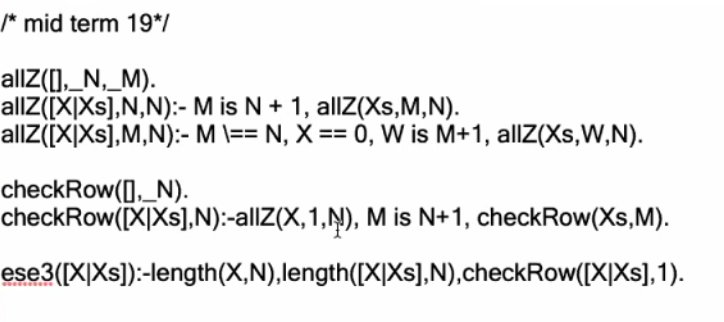 /* mid term 19*/
allZ([],_N,_M).
allZ([X|Xs],N,N):- M is N + 1, allZ(Xs,M,N).
allZ([X|Xs],M,N):- M \== N, X == 0, W is M+1, allZ(Xs,W,N).
checkRow([],_N).
checkRow([X|Xs],N):-allZ(X,1,N), M is N+1, checkRow(Xs,M).
ese3([X|Xs]):-length(X,N),length([X|Xs],N),checkRow([X|Xs],1).